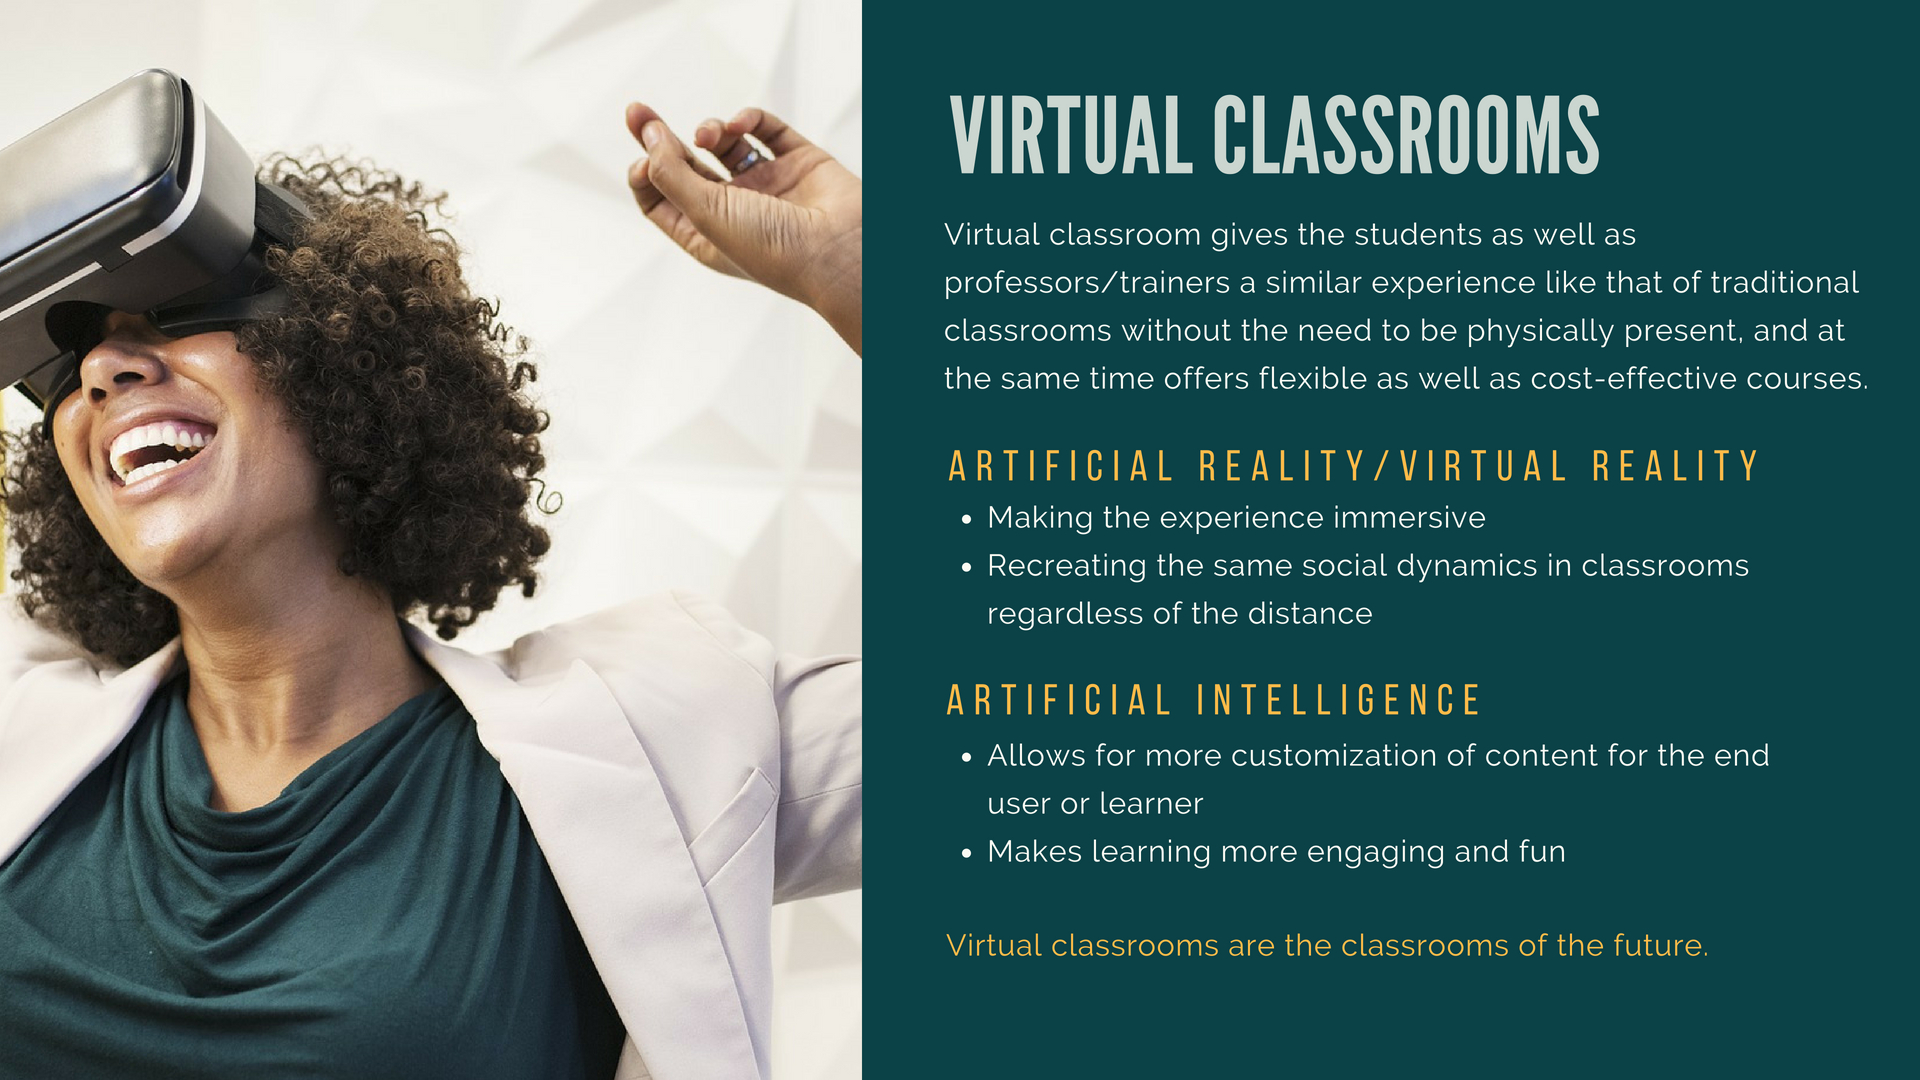 VIRTUAL CLASSROOMS
Virtual classroom gives the students as well as
professors/trainers a similar experience like that of traditional
classrooms without the need to be physically present, and at
the same time offers flexible as well as cost-effective courses.
ARTIFICIAL REALITY/VIRTUAL REALITY
• Making the experience immersive
• Recreating the same social dynamics in classrooms
regardless of the distance
ARTIFICIAL INTELLIGENCE
• Allows for more customization of content for the end
user or learner
• Makes learning more engaging and fun
Virtual classrooms are the classrooms of the future.